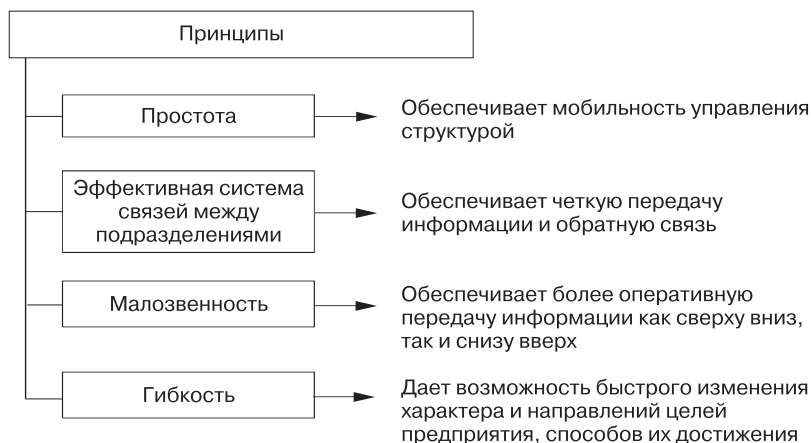 Принципы
Простота
Обеспечивает мобильность управления
структурой
Эффективная система
связей между
подразделениями
Обеспечивает четкую передачу
информации и обратную связь
Малозвенность
Обеспечивает более оперативную
передачу информации как сверху вниз,
так и снизу вверх
Гибкость
Дает возможность быстрого изменения
характера и направлений целей
предприятия, способов их достижения